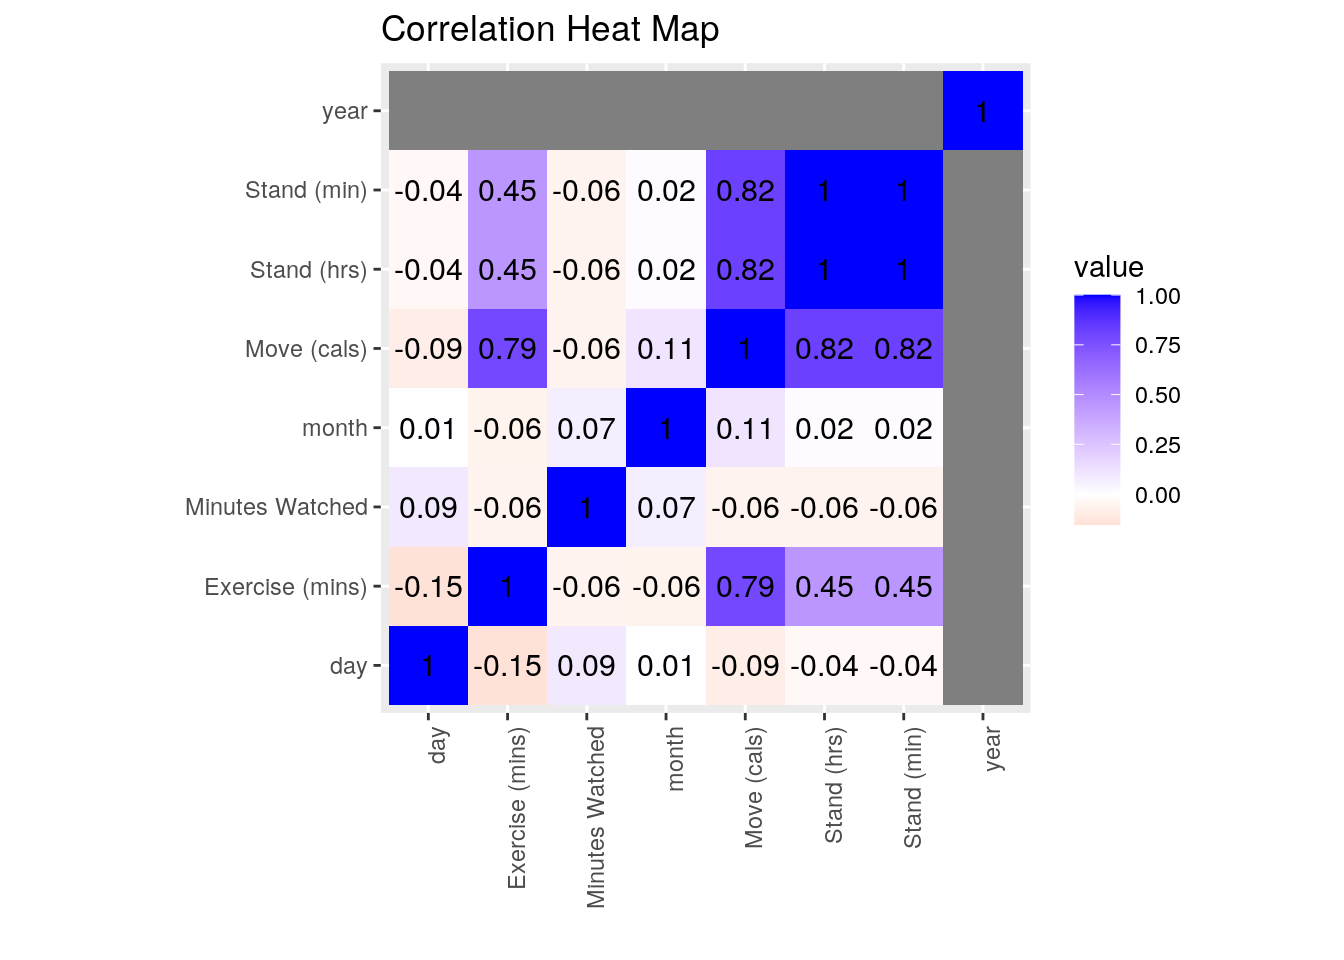 Correlation Heat Map
year 1
Stand (min) -0.04 0.45 -0.06 0.02 0.82 1 1
Stand (hrs) -0.04 0.45 -0.06 0.02 0.82 1 1
Move (cals) -0.09 0.79 -0.06 0.11 1 0.82 0.82
month 0.01 -0.06 0.07 1 0.11 0.02 0.02
Minutes Watched 0.09 -0.06 1 0.07 -0.06 -0.06 -0.06
Exercise (mins) -0.15 1 -0.06 -0.06 0.79 0.45 0.45
day 1 -0.15 0.09 0.01 -0.09 -0.04 -0.04
day
Exercise (mins)
Minutes Watched
month
Move (cals)
Stand (hrs)
Stand (min)
year
value
1.00
0.75
0.50
0.25
0.00